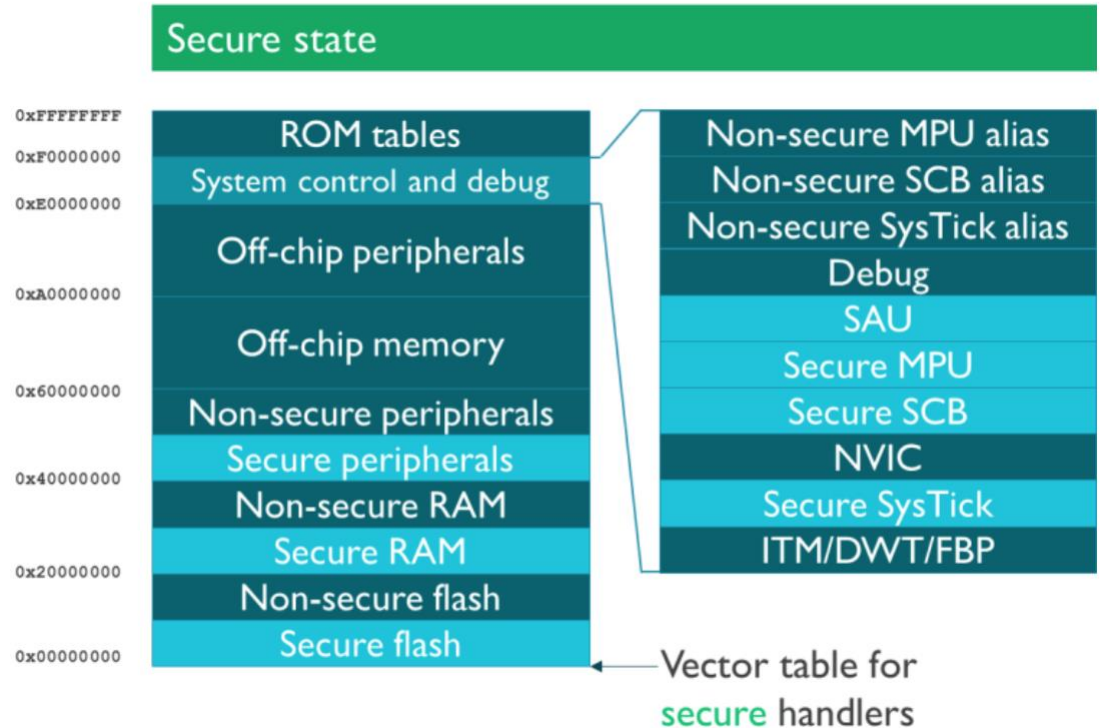 Secure state
0xFFFFFFFF
ROM tables
0xF0000000
System control and debug
0xE0000000
Off-chip peripherals
0xA0000000
Off-chip memory
0x60000000
Non-secure peripherals
Secure peripherals
0x40000000
Non-secure RAM
Secure RAM
0x20000000
Non-secure flash
Secure flash
0x00000000
Non-secure MPU alias
Non-secure SCB alias
Non-secure SysTick alias
Debug
SAU
Secure MPU
Secure SCB
NVIC
Secure SysTick
ITM/DWT/FBP
Vector table for
secure handlers